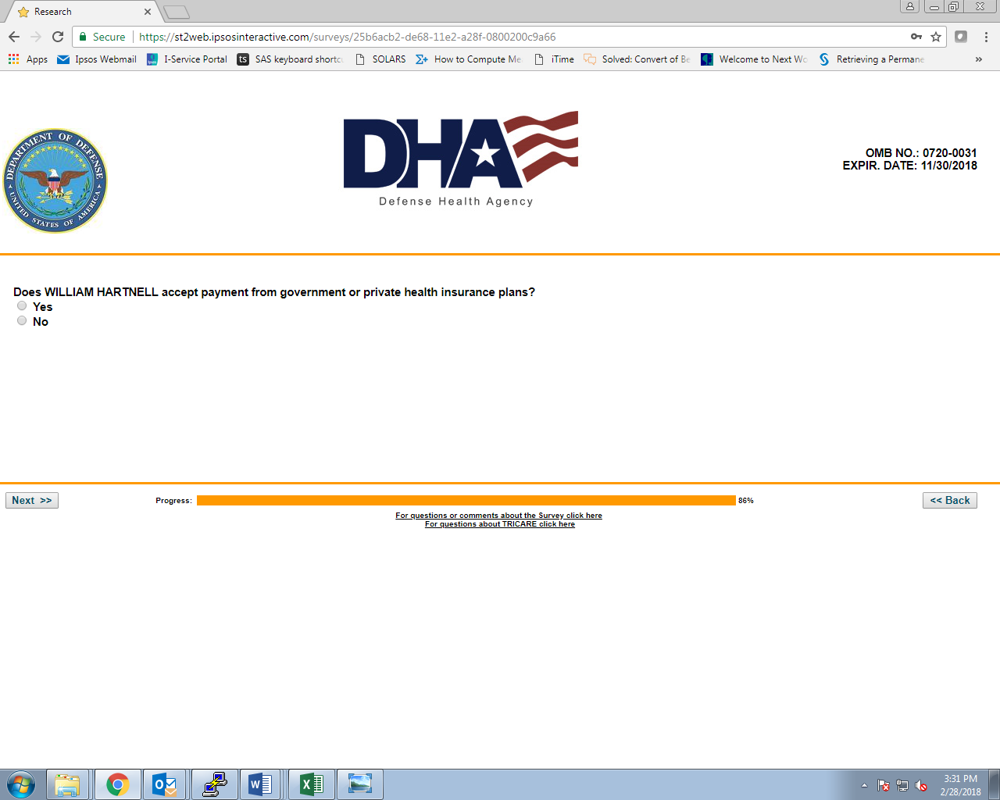 Research
Secure https://st2web.ipsosinteractive.com/surveys/25b6acb2-de68-11e2-a28f-0800200c9a66
Apps Ipsos Webmail I-Service Portal ts SAS keyboard shortc SOLARS How to Compute Me iTime Solved: Convert of Be Welcome to Next Wo Retrieving a Permane »
DEPARTMENT OF DEFENSE
UNITED STATES OF AMERICA
DHA
Defense Health Agency
OMB NO.: 0720-0031
EXPIR. DATE: 11/30/2018
Does WILLIAM HARTNELL accept payment from government or private health insurance plans?
Yes
No
Next >> Progress: 86% << Back
For questions or comments about the Survey click here
For questions about TRICARE click here
3:31 PM
2/28/2018